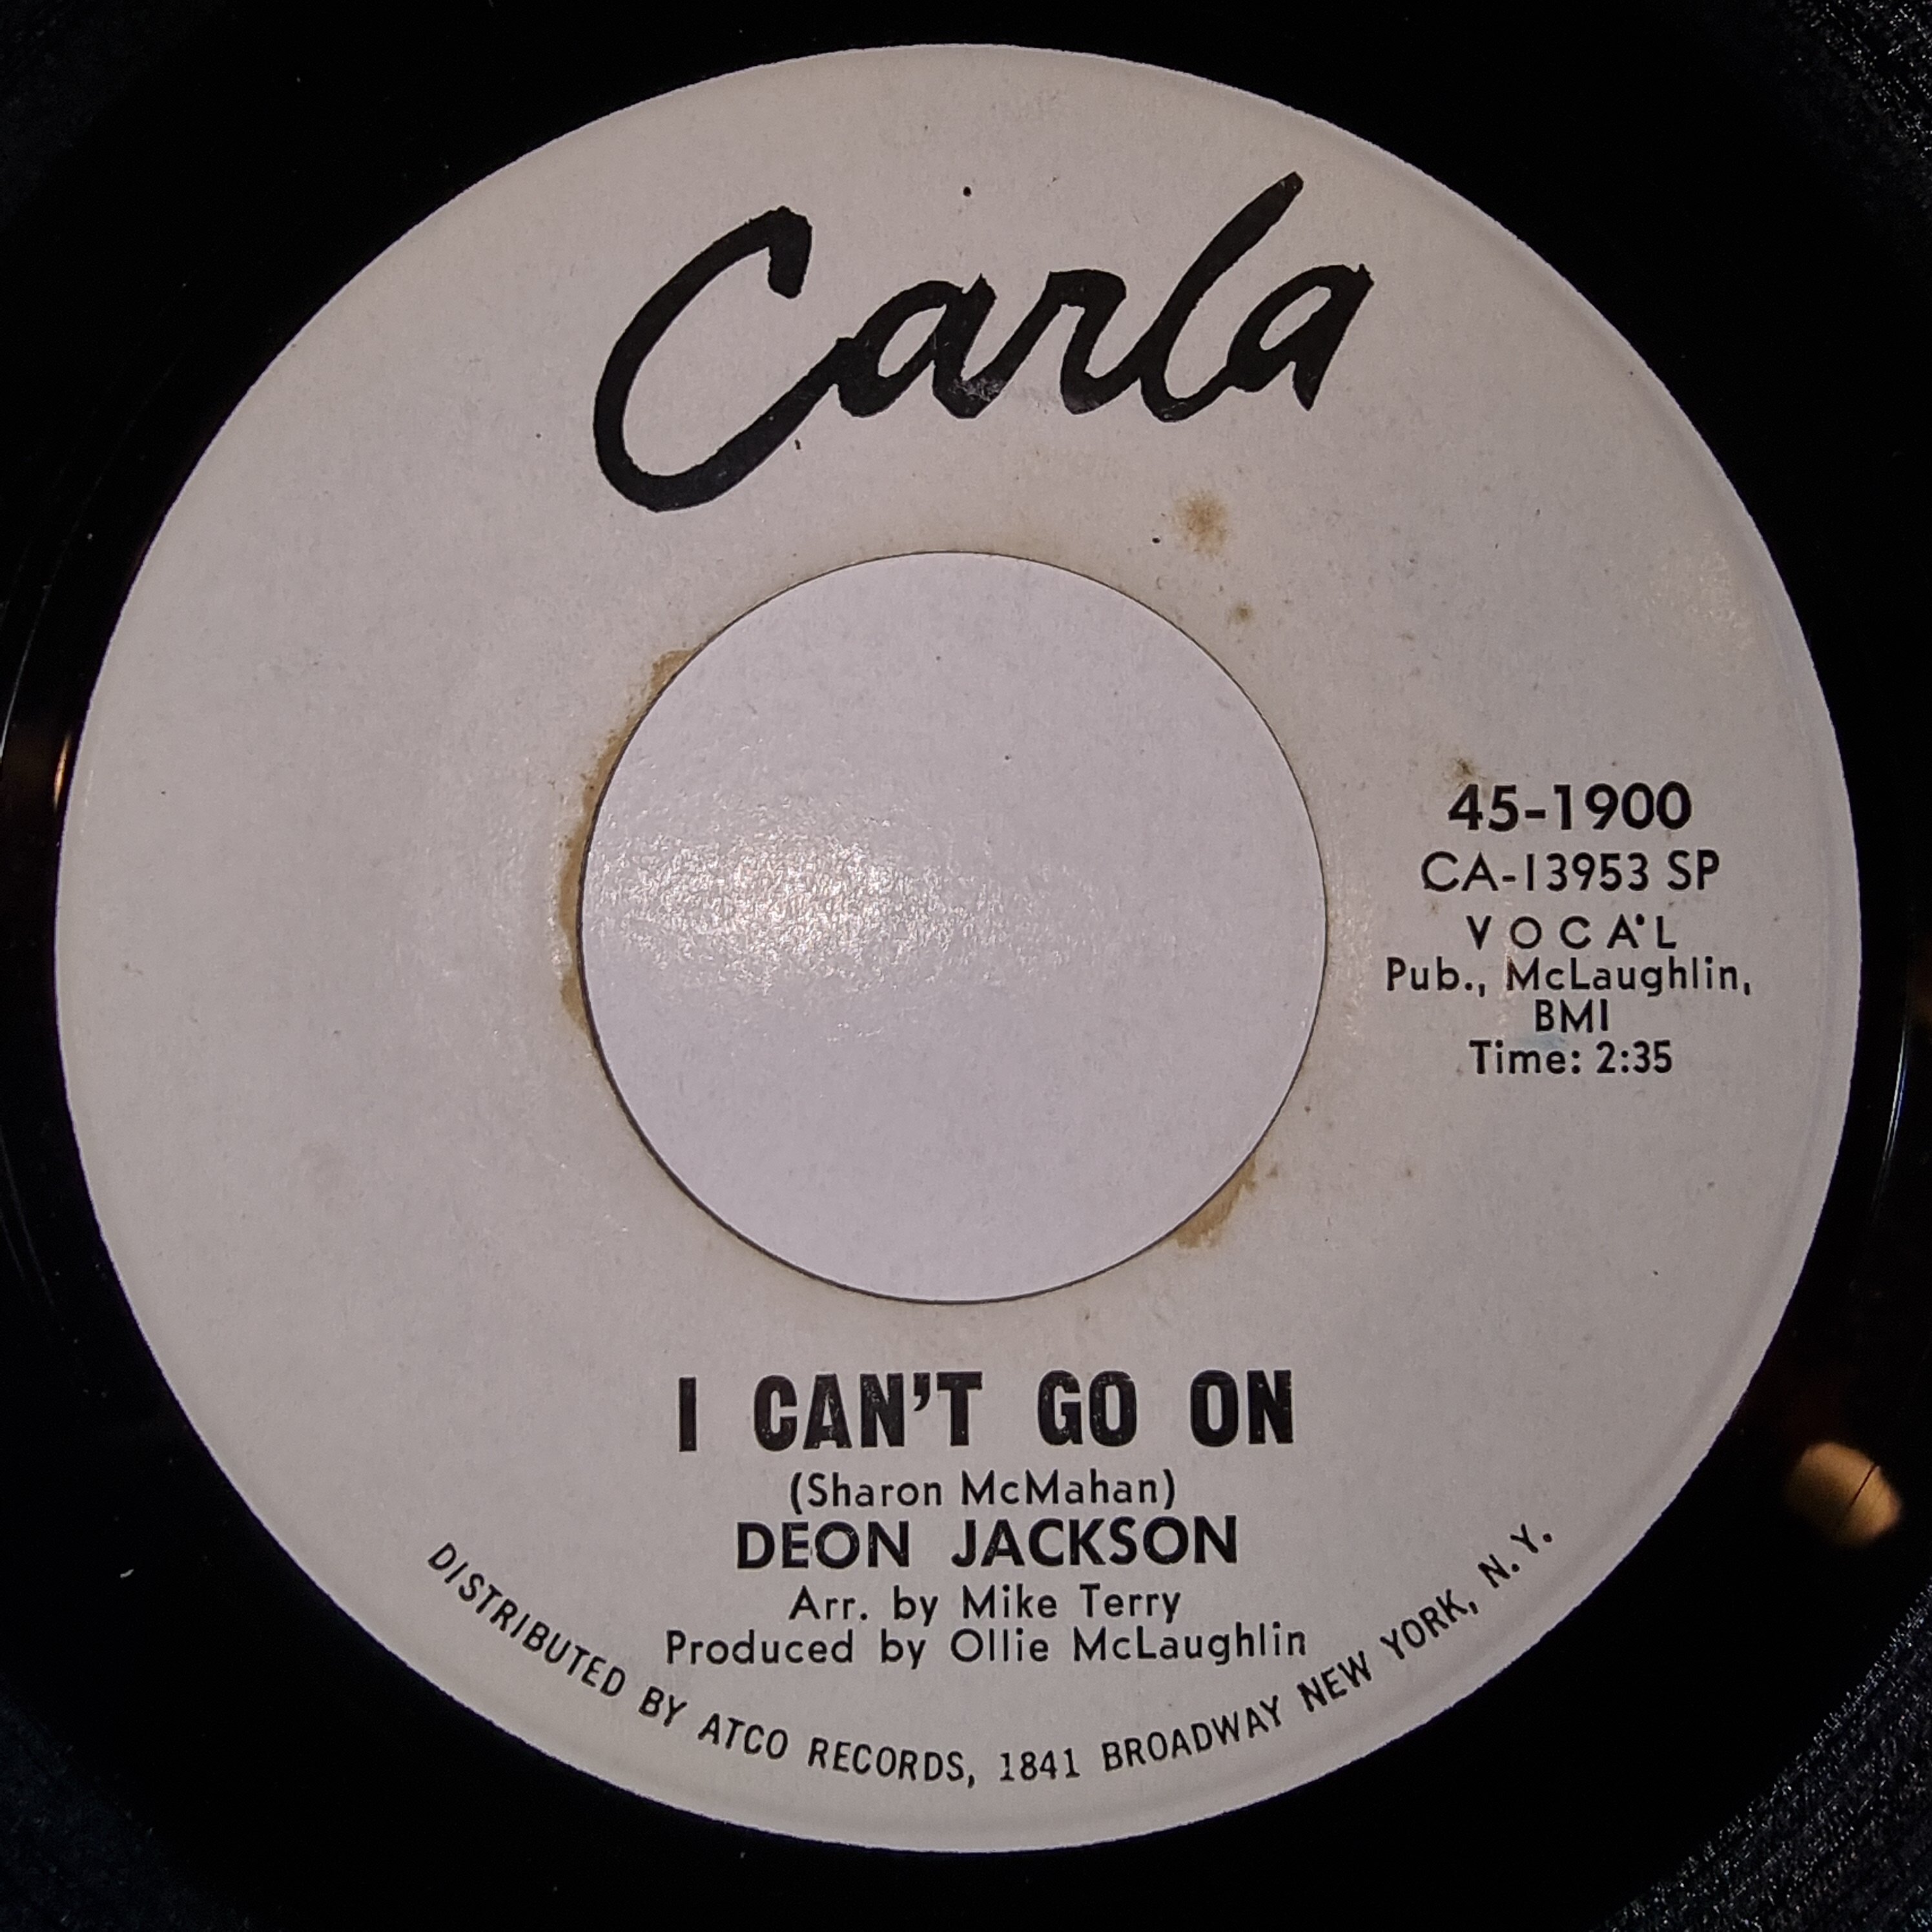 Carla
45-1900
CA-13953 SP
VOCAL
Pub., McLaughlin,
BMI
Time: 2:35
I CAN'T GO ON
(Sharon McMahan)
DEON JACKSON
Arr. by Mike Terry
Produced by Ollie McLaughlin
DISTRIBUTED BY ATCO RECORDS, 1841 BROADWAY NEW YORK, N.Y.